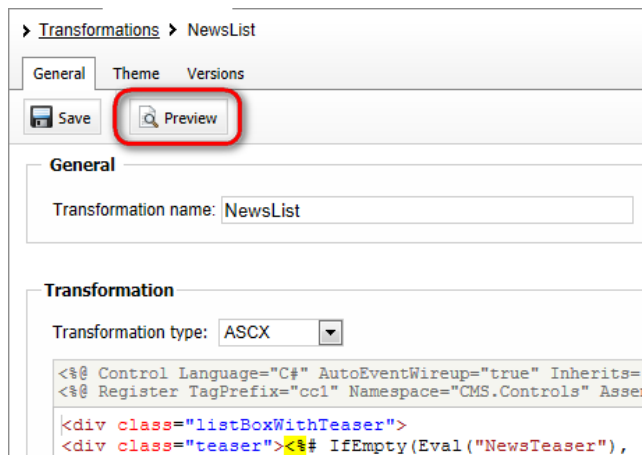 Transformations > NewsList
General Theme Versions
Save Preview
General
Transformation name: NewsList
Transformation
Transformation type: ASCX
<%@ Control Language="C#" AutoEventWireup="true" Inherits=
<%@ Register TagPrefix="cc1" Namespace="CMS.Controls" Asse
<div class="listBoxWithTeaser">
<div class="teaser"><%# IfEmpty(Eval("NewsTeaser"),